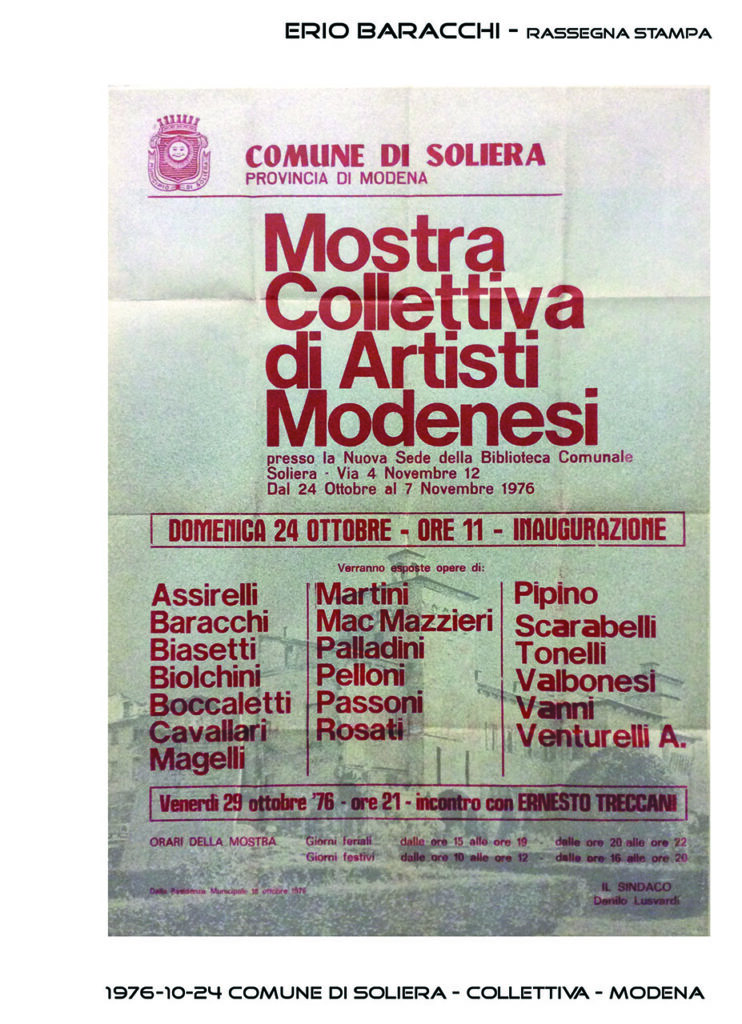 ERIO BARACCHI - RASSEGNA STAMPA
COMUNE DI SOLIERA
PROVINCIA DI MODENA
Mostra
Collettiva
di Artisti
Modenesi
presso la Nuova Sede della Biblioteca Comunale
Soliera - Via 4 Novembre 12
Dal 24 Ottobre al 7 Novembre 1976
DOMENICA 24 OTTOBRE - ORE 11 - INAUGURAZIONE
Verranno esposte opere di:
Assirelli
Baracchi
Biasetti
Biolchini
Boccaletti
Cavallari
Magelli
Martini
Mac Mazzieri
Palladini
Pelloni
Passoni
Rosati
Pipino
Scarabelli
Tonelli
Valbonesi
Vanni
Venturelli A.
Venerdì 29 ottobre '76 - ore 21 - incontro con ERNESTO TRECCANI
ORARI DELLA MOSTRA Giorni feriali dalle ore 15 alle ore 19 - dalle ore 20 alle ore 22
Giorni festivi dalle ore 10 alle ore 12 - dalle ore 16 alle ore 20
Dalla Residenza Municipale ottobre 1976
IL SINDACO
Danilo Lusvardi
1976-10-24 COMUNE DI SOLIERA - COLLETTIVA - MODENA